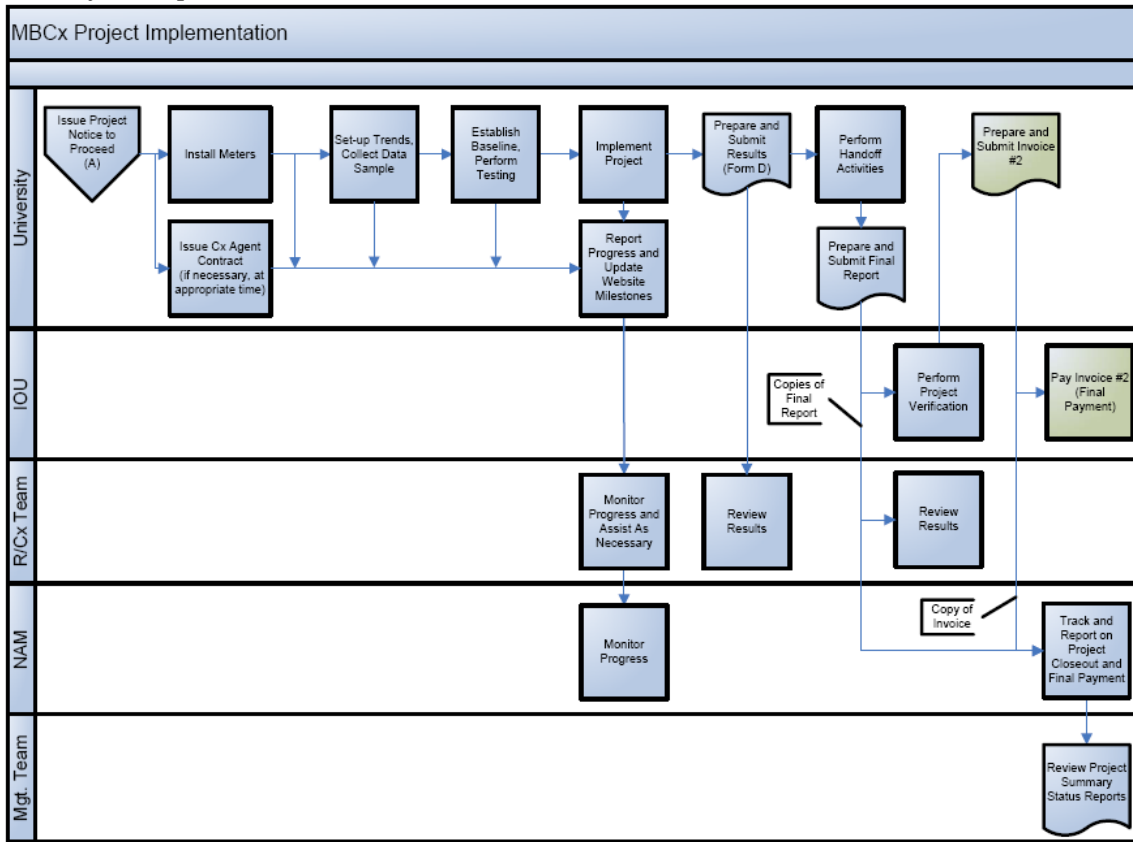 MBCx Project Implementation
University
Issue Project
Notice to
Proceed
(A)
Install Meters
Set-up Trends,
Collect Data
Sample
Establish
Baseline,
Perform
Testing
Implement
Project
Prepare and
Submit
Results
(Form D)
Perform
Handoff
Activities
Prepare and
Submit Invoice
#2
Issue Cx Agent
Contract
(if necessary, at
appropriate time)
Report
Progress and
Update
Website
Milestones
Prepare and
Submit Final
Report
IOU
Copies of
Final
Report
Perform
Project
Verification
Pay Invoice #2
(Final
Payment)
R/Cx Team
Monitor
Progress and
Assist As
Necessary
Review
Results
Review
Results
NAM
Monitor
Progress
Copy of
Invoice
Track and
Report on
Project
Closeout and
Final Payment
Mgt. Team
Review Project
Summary
Status Reports